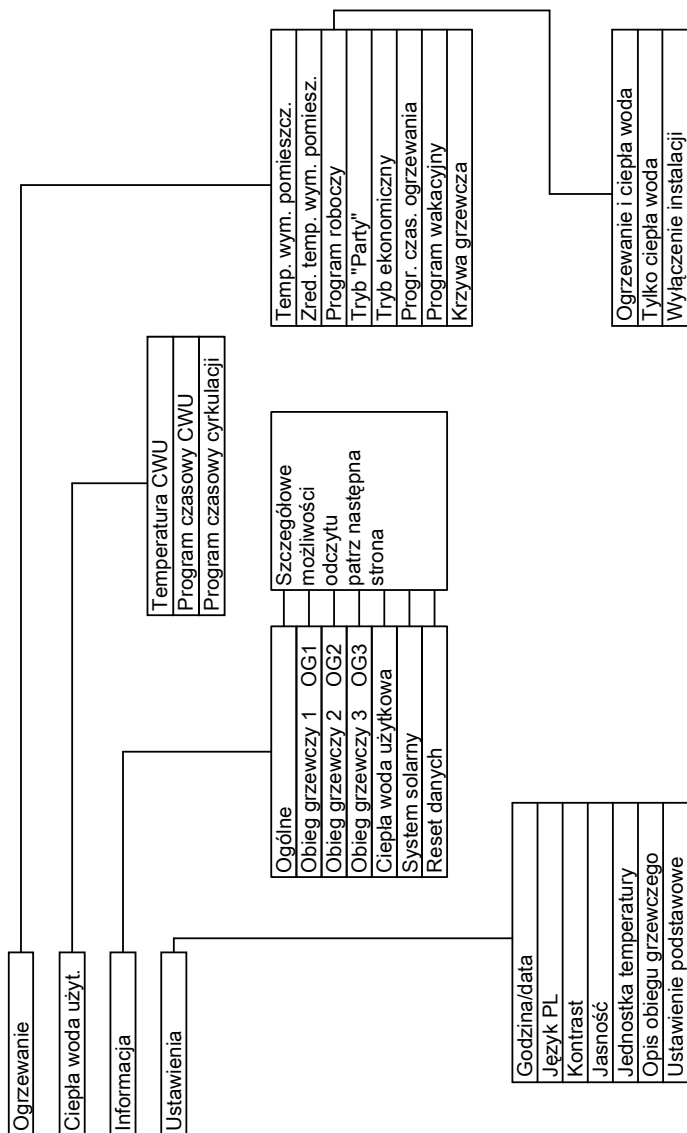 Ogrzewanie
Ciepła woda użyt.
Informacja
Ustawienia
Temp. wym. pomieszcz.
Zred. temp. wym. pomiesz.
Program roboczy
Tryb "Party"
Tryb ekonomiczny
Progr. czas. ogrzewania
Program wakacyjny
Krzywa grzewcza
Ogrzewanie i ciepła woda
Tylko ciepła woda
Wyłączenie instalacji
Temperatura CWU
Program czasowy CWU
Program czasowy cyrkulacji
Ogólne
Obieg grzewczy 1 OG1
Obieg grzewczy 2 OG2
Obieg grzewczy 3 OG3
Ciepła woda użytkowa
System solarny
Reset danych
Szczegółowe
możliwości
odczytu
patrz następna
strona
Godzina/data
Język PL
Kontrast
Jasność
Jednostka temperatury
Opis obiegu grzewczego
Ustawienie podstawowe